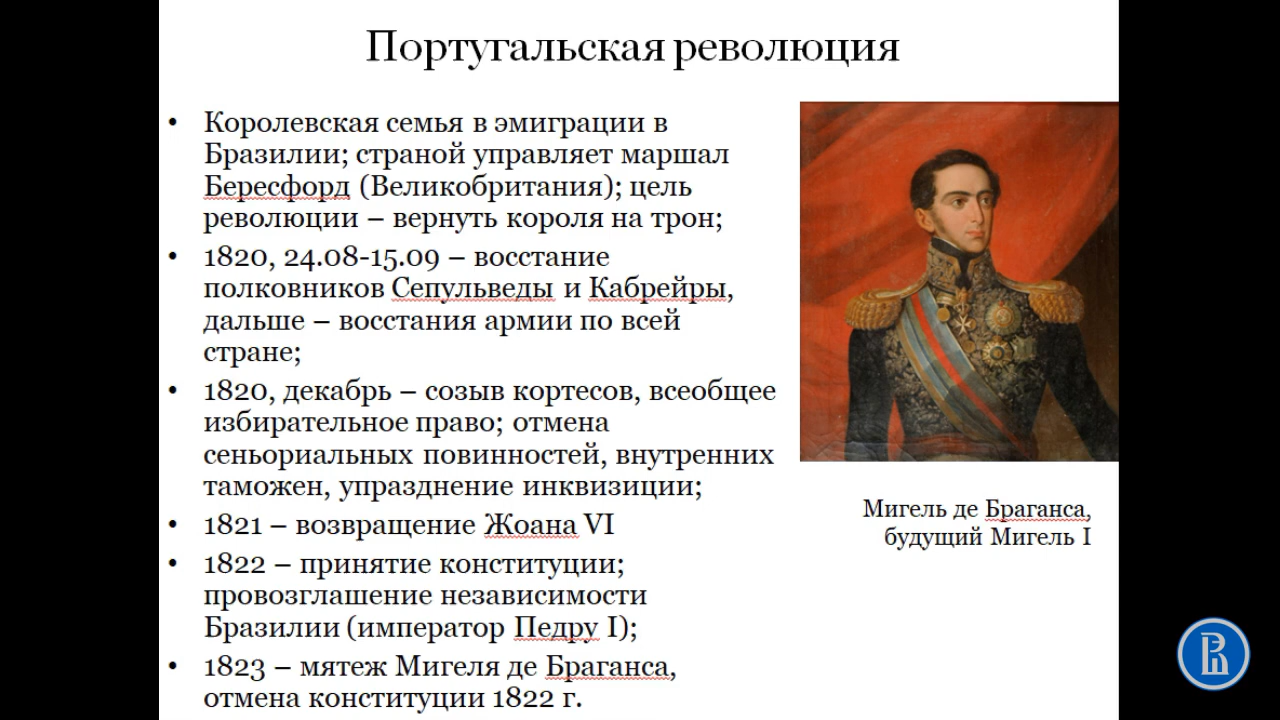 Португальская революция
• Королевская семья в эмиграции в
Бразилии; страной управляет маршал
Бересфорд (Великобритания); цель
революции – вернуть короля на трон;
• 1820, 24.08-15.09 – восстание
полковников Сепульведы и Кабрейры,
дальше – восстания армии по всей
стране;
• 1820, декабрь – созыв кортесов, всеобщее
избирательное право; отмена
сеньориальных повинностей, внутренних
таможен, упразднение инквизиции;
• 1821 – возвращение Жоана VI
• 1822 – принятие конституции;
провозглашение независимости
Бразилии (император Педру I);
• 1823 – мятеж Мигеля де Браганса,
отмена конституции 1822 г.
Мигель де Браганса,
будущий Мигель I